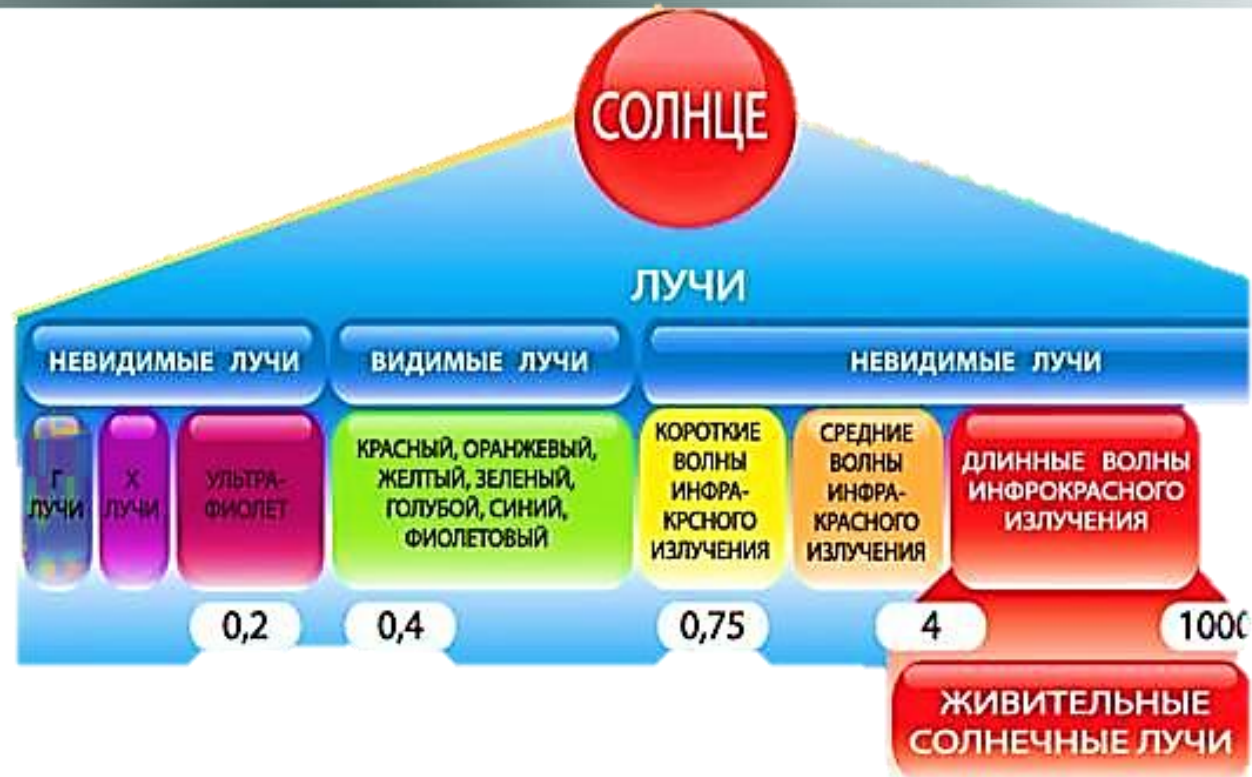 СОЛНЦЕ
ЛУЧИ
НЕВИДИМЫЕ ЛУЧИ
ВИДИМЫЕ ЛУЧИ
НЕВИДИМЫЕ ЛУЧИ
Г
ЛУЧИ
Х
ЛУЧИ
УЛЬТРА-
ФИОЛЕТ
КРАСНЫЙ, ОРАНЖЕВЫЙ,
ЖЕЛТЫЙ, ЗЕЛЕНЫЙ,
ГОЛУБОЙ, СИНИЙ,
ФИОЛЕТОВЫЙ
КОРОТКИЕ
ВОЛНЫ
ИНФРА-
КРСНОГО
ИЗЛУЧЕНИЯ
СРЕДНИЕ
ВОЛНЫ
ИНФРА-
КРАСНОГО
ИЗЛУЧЕНИЯ
ДЛИННЫЕ ВОЛНЫ
ИНФРОКРАСНОГО
ИЗЛУЧЕНИЯ
0,2
0,4
0,75
4
1000
ЖИВИТЕЛЬНЫЕ
СОЛНЕЧНЫЕ ЛУЧИ